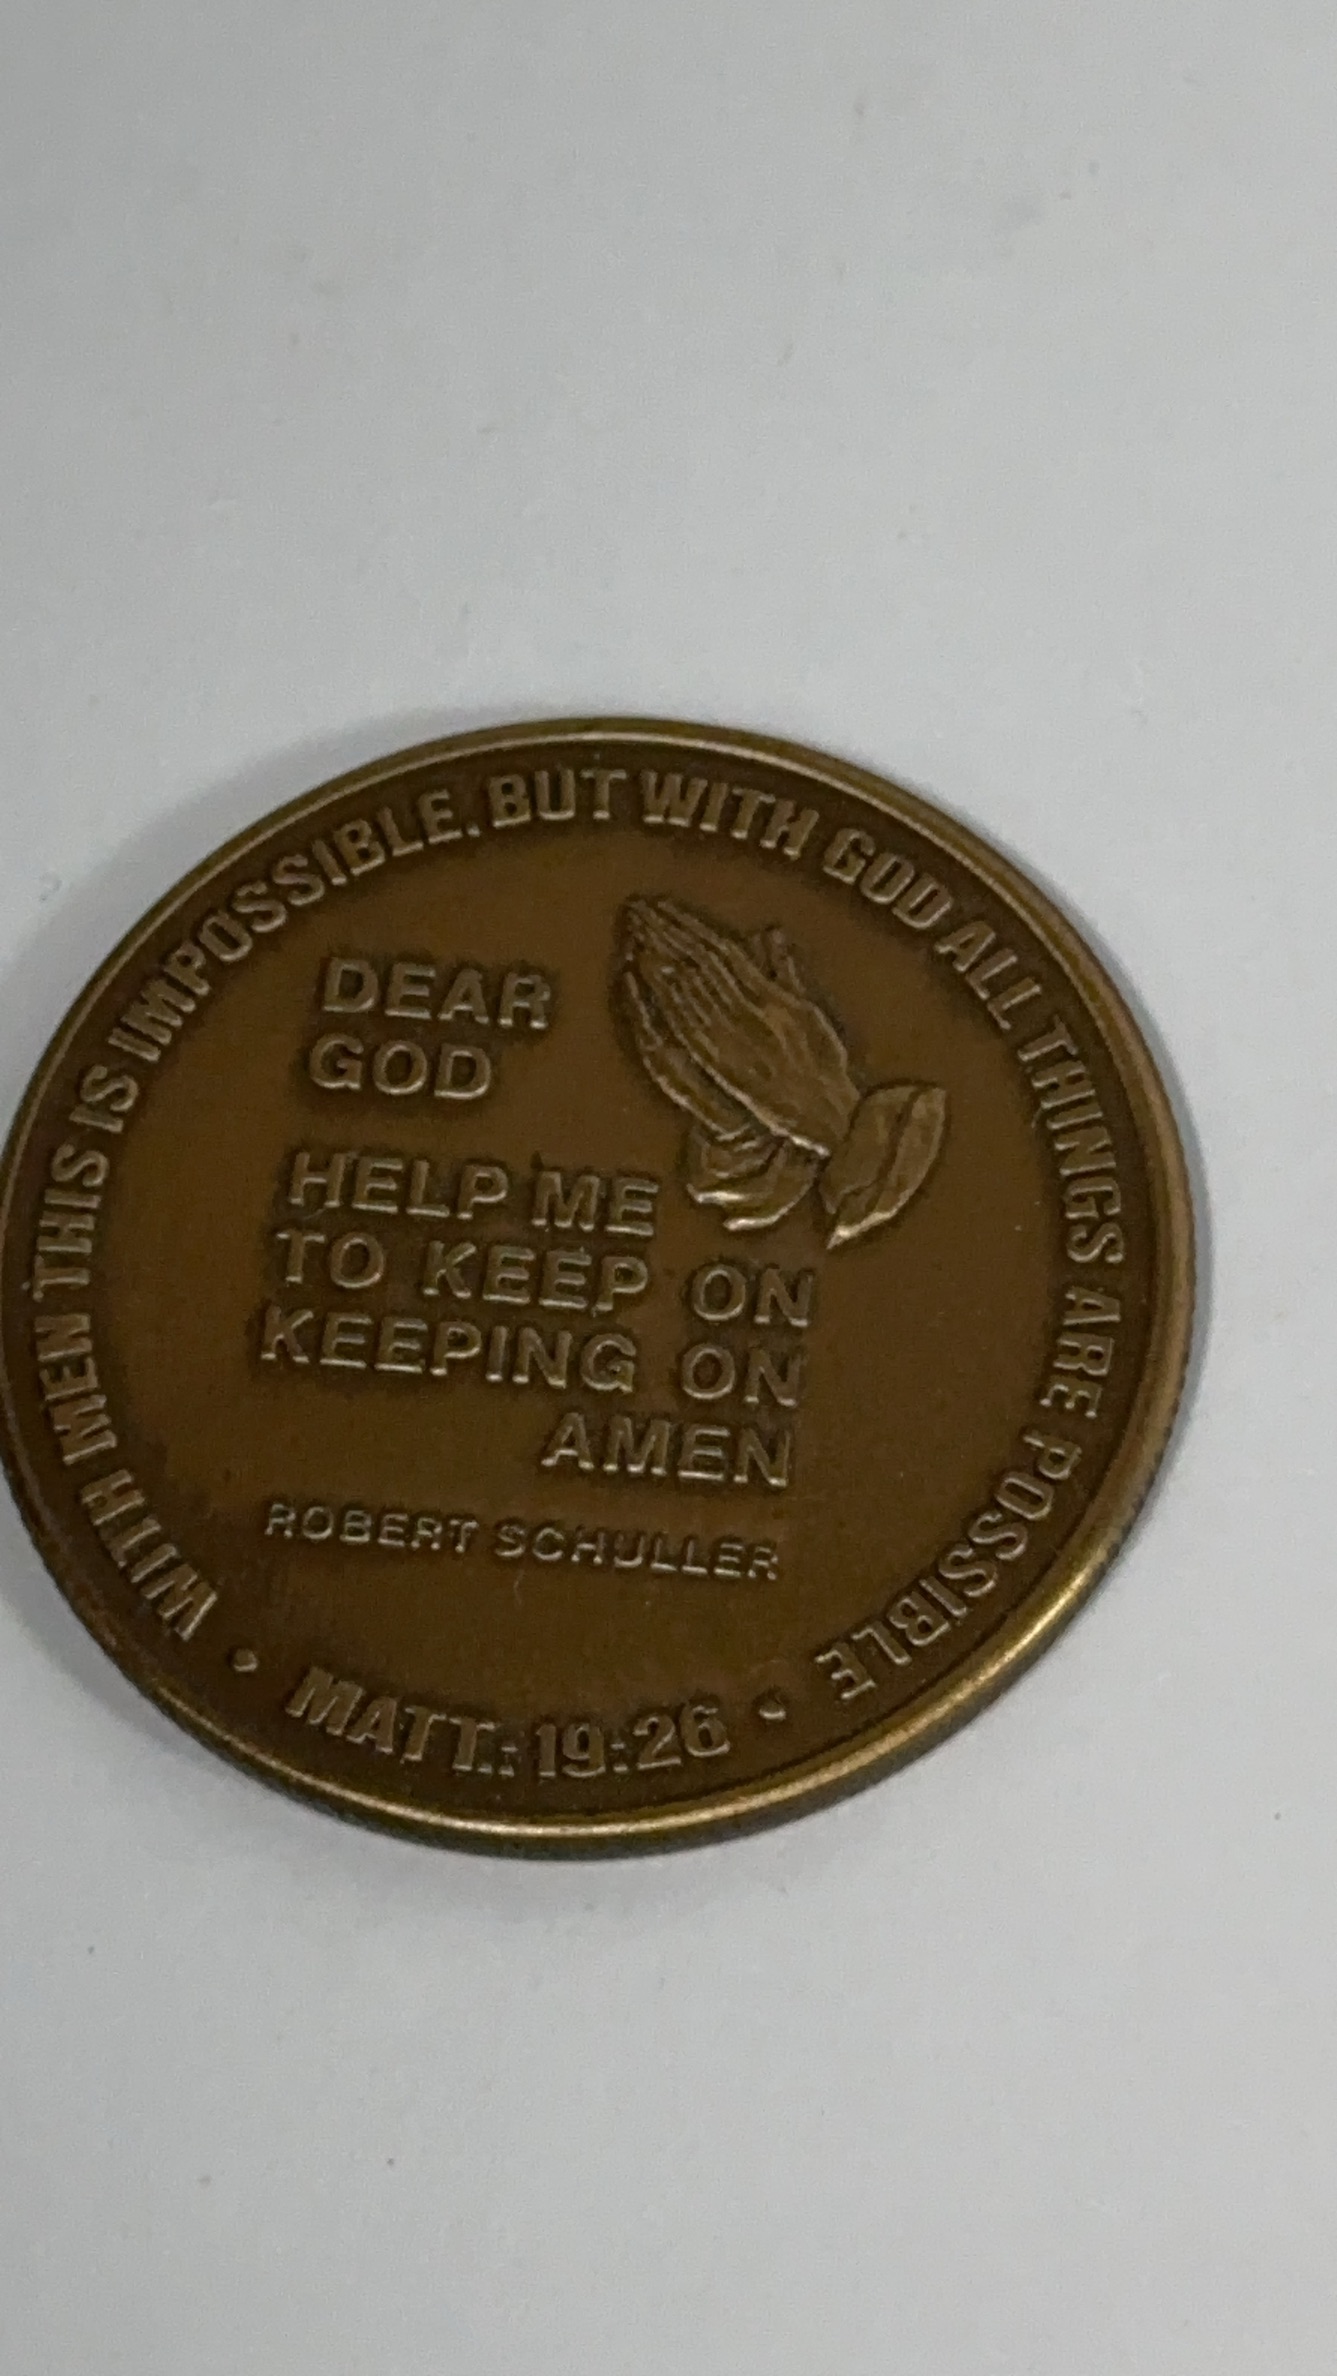 WITH MEN THIS IS IMPOSSIBLE, BUT WITH GOD ALL THINGS ARE POSSIBLE
DEAR
GOD
HELP ME
TO KEEP ON
KEEPING ON
AMEN
ROBERT SCHULLER
• MATT.: 19:26 •